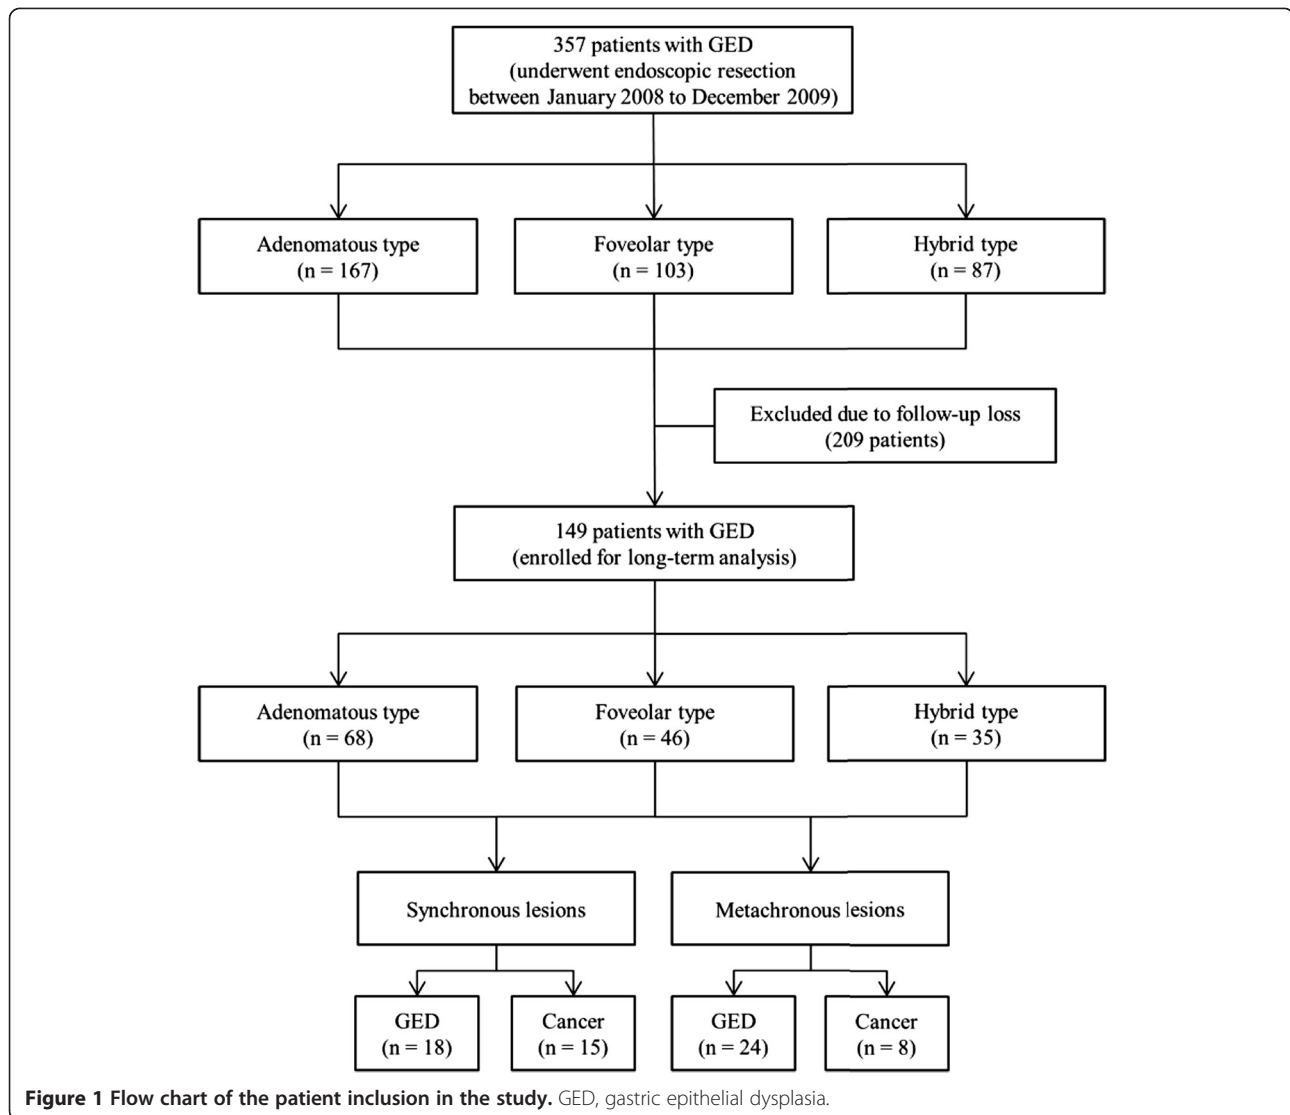 357 patients with GED
(underwent endoscopic resection
between January 2008 to December 2009)
Adenomatous type
(n = 167)
Foveolar type
(n = 103)
Hybrid type
(n = 87)
Excluded due to follow-up loss
(209 patients)
149 patients with GED
(enrolled for long-term analysis)
Adenomatous type
(n = 68)
Foveolar type
(n = 46)
Hybrid type
(n = 35)
Synchronous lesions
Metachronous lesions
GED
(n = 18)
Cancer
(n = 15)
GED
(n = 24)
Cancer
(n = 8)
Figure 1 Flow chart of the patient inclusion in the study. GED, gastric epithelial dysplasia.